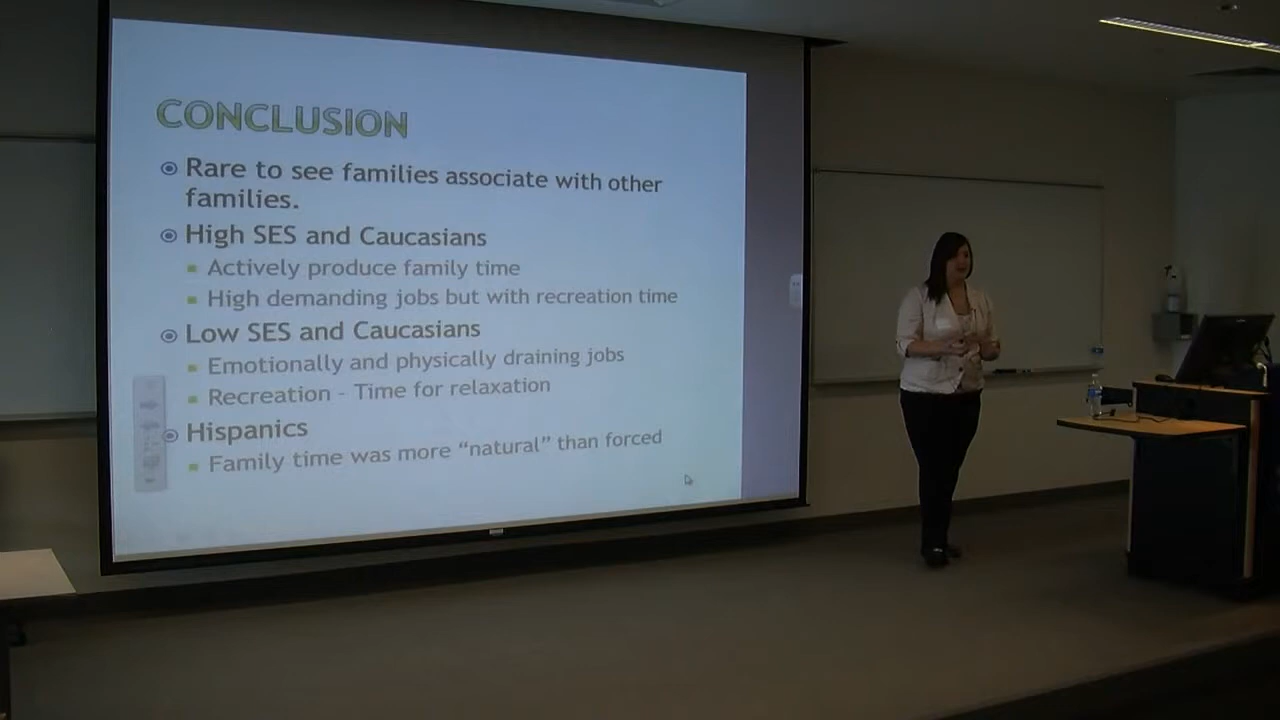 CONCLUSION
Rare to see families associate with other
families.
High SES and Caucasians
Actively produce family time
High demanding jobs but with recreation time
Low SES and Caucasians
Emotionally and physically draining jobs
Recreation - Time for relaxation
Hispanics
Family time was more “natural” than forced